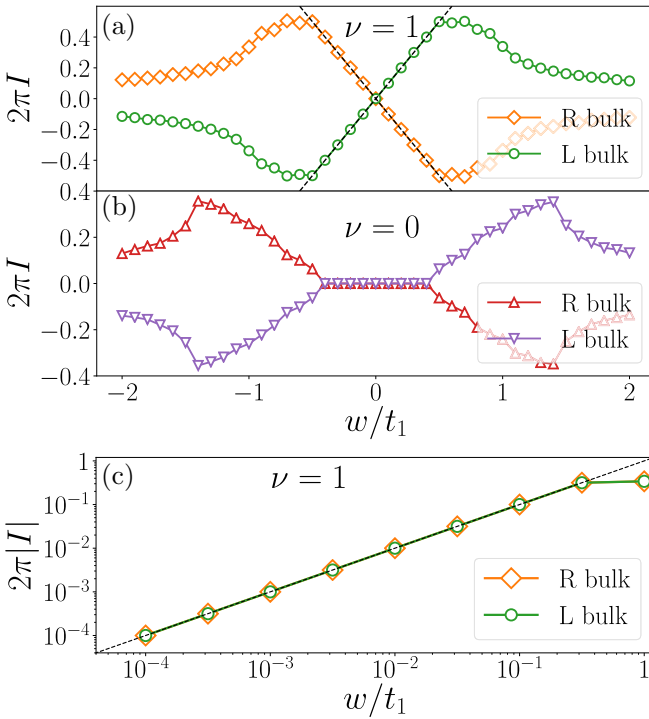 (a)
ν = 1
2πI
0.4
0.2
0.0
−0.2
−0.4
R bulk
L bulk
(b)
ν = 0
2πI
0.4
0.2
0.0
−0.2
−0.4
R bulk
L bulk
−2
−1
0
1
2
w/t₁
(c)
ν = 1
2π|I|
1
10⁻¹
10⁻²
10⁻³
10⁻⁴
R bulk
L bulk
10⁻⁴
10⁻³
10⁻²
10⁻¹
1
w/t₁